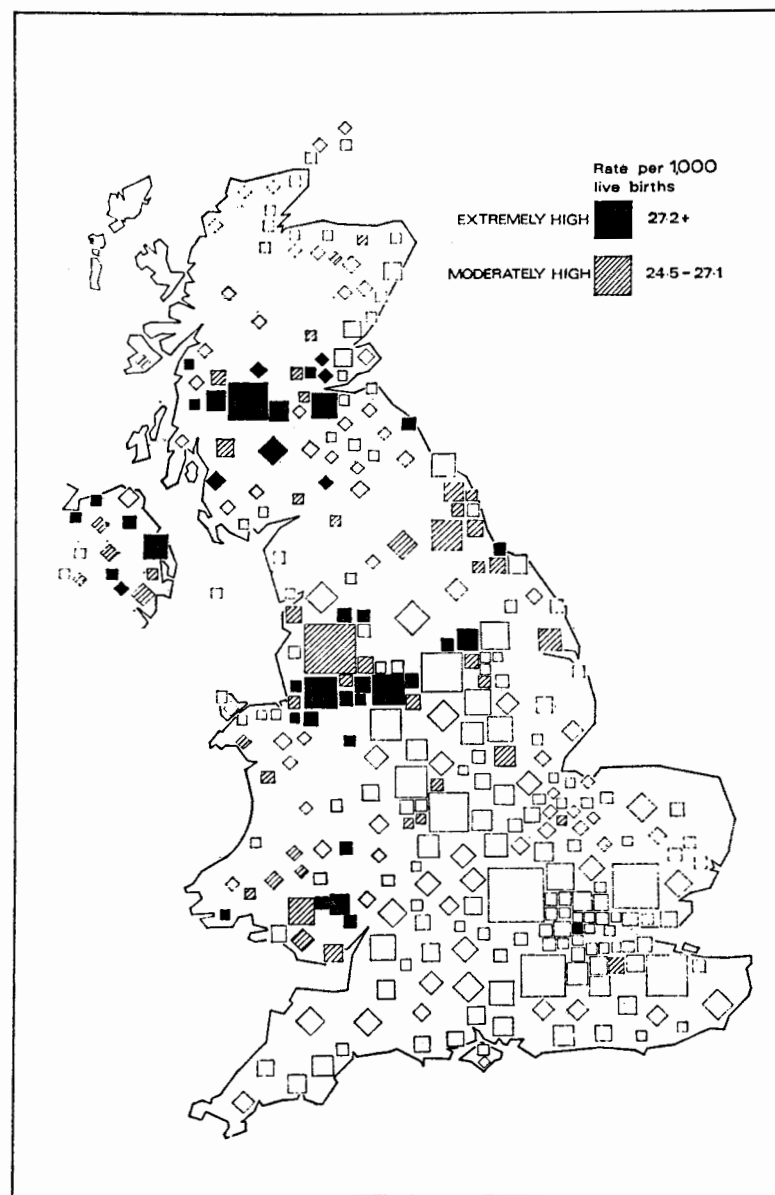 Rate per 1,000
live births
EXTREMELY HIGH 27·2+
MODERATELY HIGH 24·5 – 27·1